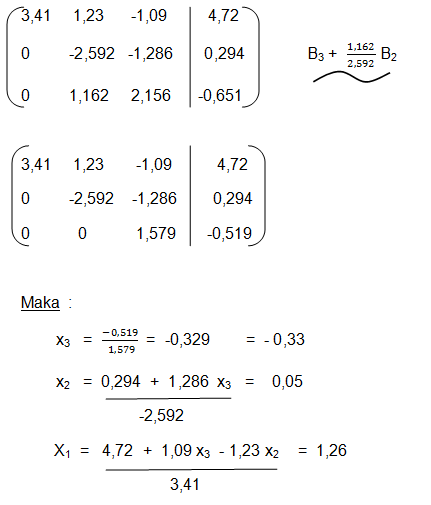 3,41 1,23 -1,09 4,72
0 -2,592 -1,286 0,294 B3 + 1,162/2,592 B2
0 1,162 2,156 -0,651
3,41 1,23 -1,09 4,72
0 -2,592 -1,286 0,294
0 0 1,579 -0,519
Maka :
x3 = −0,519/1,579 = -0,329 = - 0,33
x2 = 0,294 + 1,286 x3 = 0,05
-2,592
X1 = 4,72 + 1,09 x3 - 1,23 x2 = 1,26
3,41